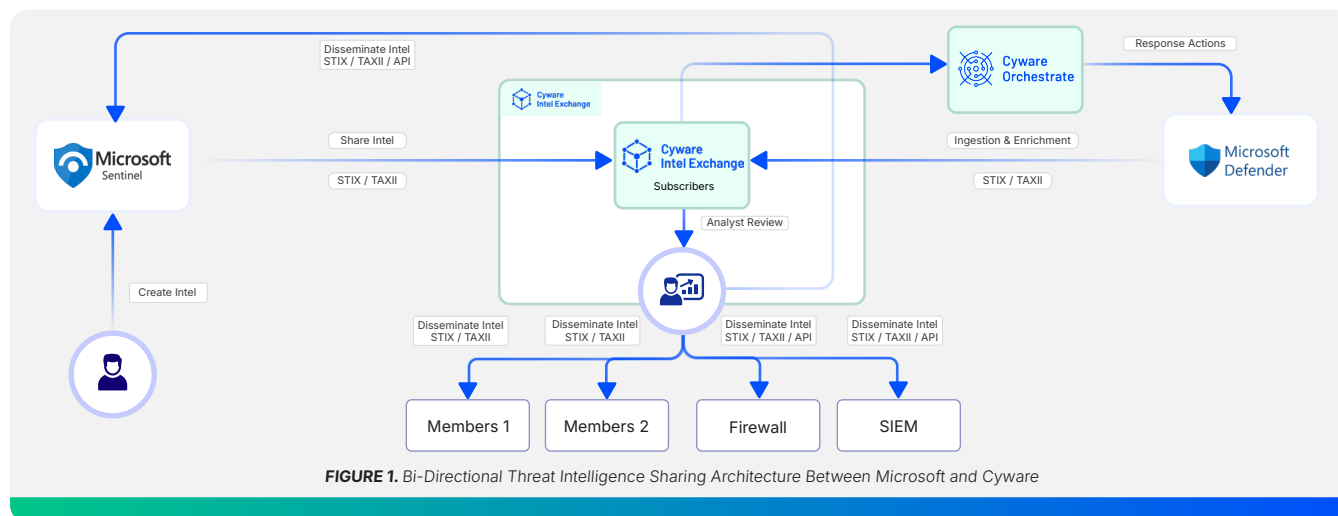 Disseminate Intel
STIX / TAXII / API
Cyware
Orchestrate
Response Actions
Cyware
Intel Exchange
Microsoft
Sentinel
Share Intel
STIX / TAXII
Cyware
Intel Exchange
Subscribers
Ingestion & Enrichment
STIX / TAXII
Microsoft
Defender
Analyst Review
Create Intel
Disseminate Intel
STIX / TAXII
Disseminate Intel
STIX / TAXII
Disseminate Intel
STIX / TAXII / API
Disseminate Intel
STIX / TAXII / API
Members 1
Members 2
Firewall
SIEM
FIGURE 1. Bi-Directional Threat Intelligence Sharing Architecture Between Microsoft and Cyware